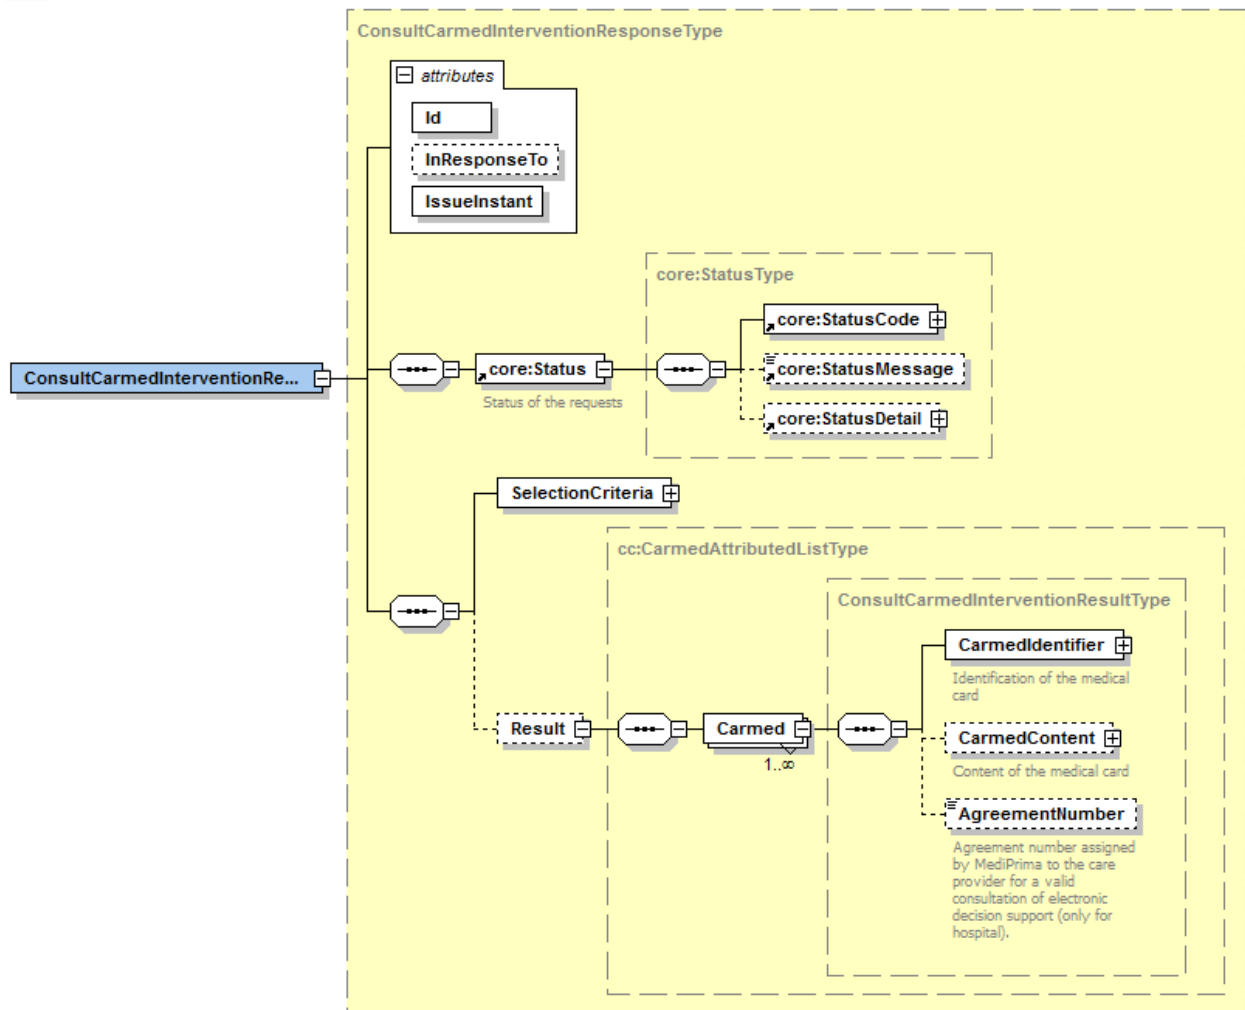 ConsultCarmedInterventionResponseType
attributes
Id
InResponseTo
IssueInstant
core:StatusType
core:StatusCode
ConsultCarmedInterventionRe...
core:Status
core:StatusMessage
Status of the requests
core:StatusDetail
SelectionCriteria
cc:CarmedAttributedListType
ConsultCarmedInterventionResultType
CarmedIdentifier
Identification of the medical
card
Result
Carmed
1..∞
CarmedContent
Content of the medical card
AgreementNumber
Agreement number assigned
by MediPrima to the care
provider for a valid
consultation of electronic
decision support (only for
hospital).